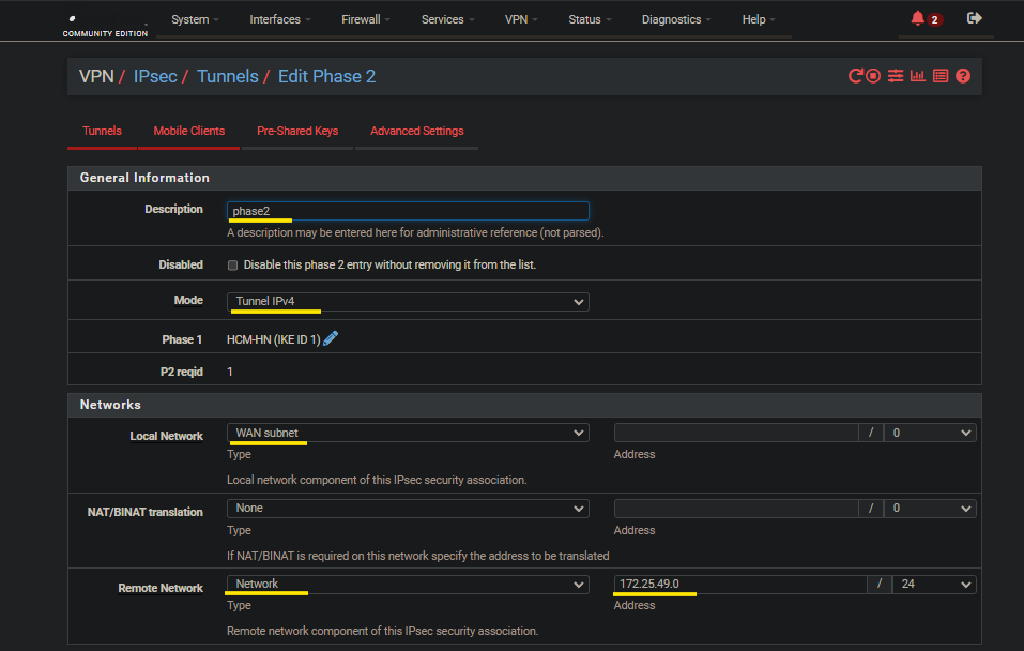 COMMUNITY EDITION
System Interfaces Firewall Services VPN Status Diagnostics Help 2
VPN / IPsec / Tunnels / Edit Phase 2
Tunnels Mobile Clients Pre-Shared Keys Advanced Settings
General Information
Description phase2
A description may be entered here for administrative reference (not parsed).
Disabled Disable this phase 2 entry without removing it from the list.
Mode Tunnel IPv4
Phase 1 HCM-HN (IKE ID 1)
P2 reqid 1
Networks
Local Network WAN subnet / 0
Type Address
Local network component of this IPsec security association.
NAT/BINAT translation None / 0
Type Address
If NAT/BINAT is required on this network specify the address to be translated
Remote Network Network 172.25.49.0 / 24
Type Address
Remote network component of this IPsec security association.